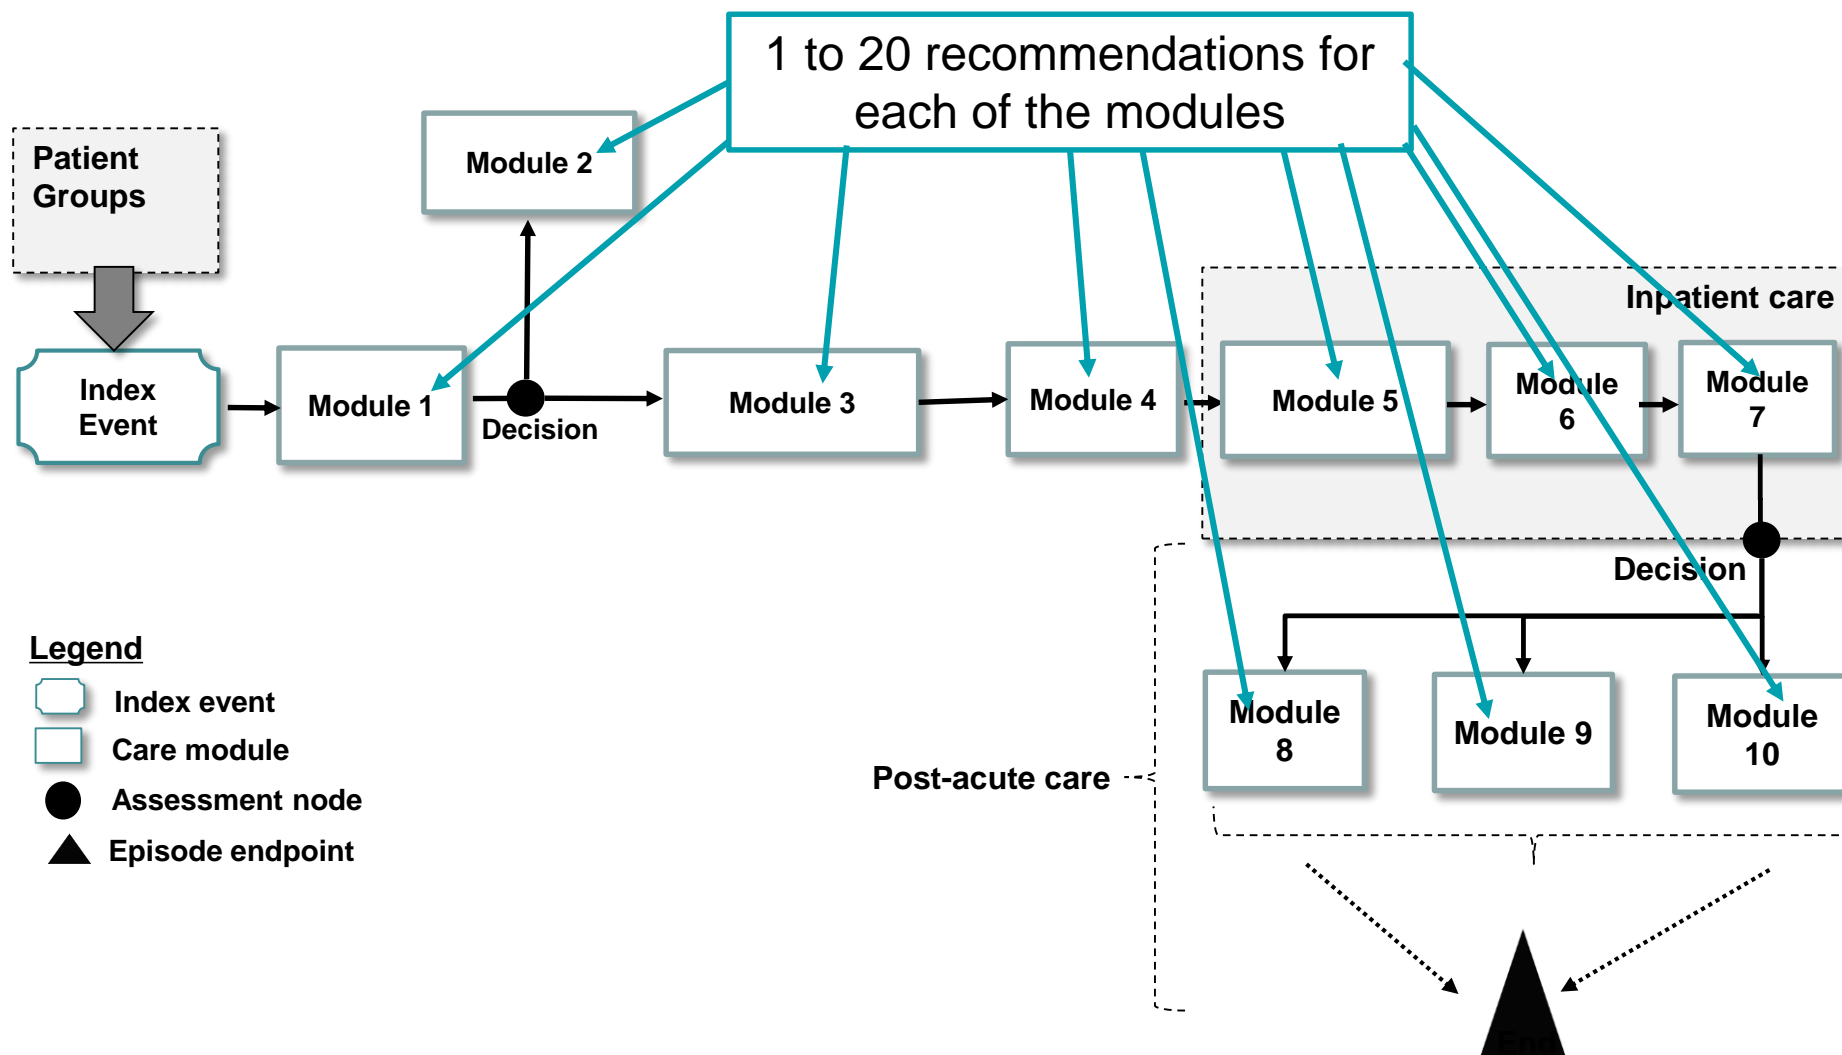 1 to 20 recommendations for
each of the modules
Patient
Groups
Module 2
Inpatient care
Index
Event
Module 1
Decision
Module 3
Module 4
Module 5
Module
6
Module
7
Decision
Legend
Index event
Care module
Assessment node
Episode endpoint
Post-acute care
Module
8
Module 9
Module
10
End